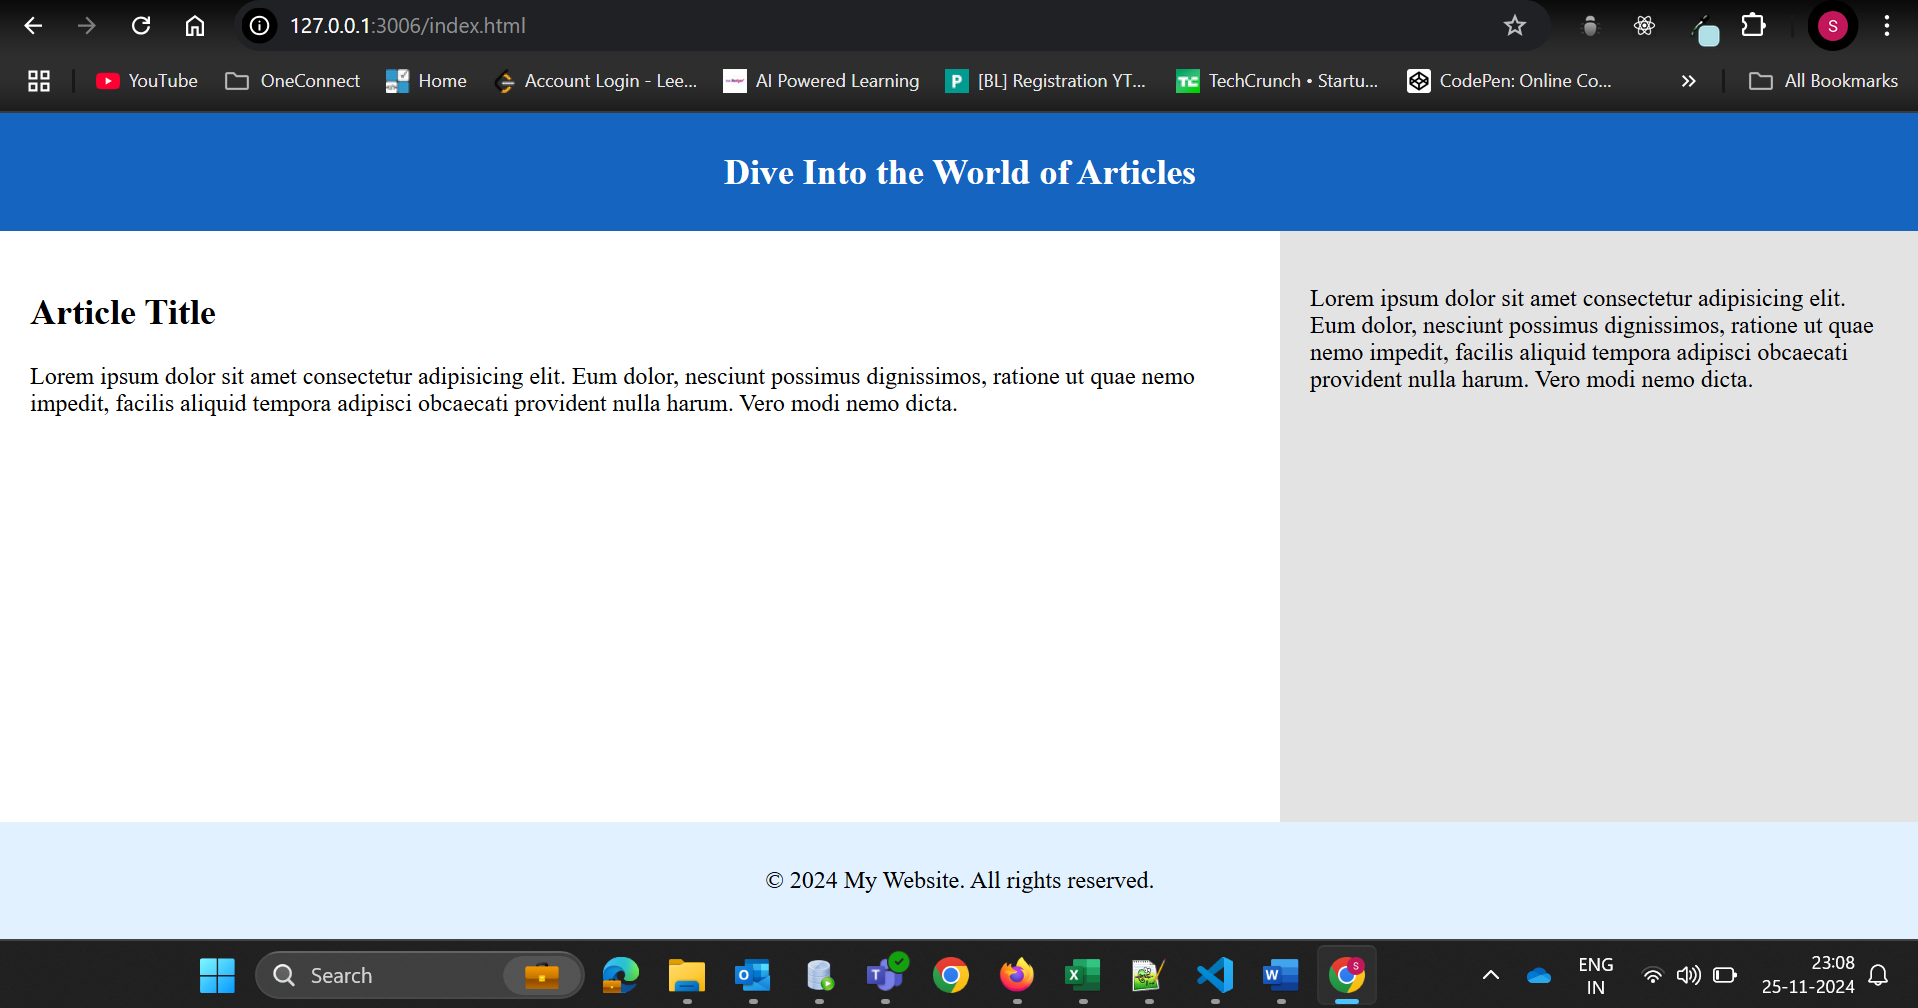 127.0.0.1:3006/index.html
S
YouTube
OneConnect
Home
Account Login - Lee...
AI Powered Learning
P
[BL] Registration YT...
TC
TechCrunch • Startu...
CodePen: Online Co...
All Bookmarks
Dive Into the World of Articles
Article Title
Lorem ipsum dolor sit amet consectetur adipisicing elit. Eum dolor, nesciunt possimus dignissimos, ratione ut quae nemo
impedit, facilis aliquid tempora adipisci obcaecati provident nulla harum. Vero modi nemo dicta.
Lorem ipsum dolor sit amet consectetur adipisicing elit.
Eum dolor, nesciunt possimus dignissimos, ratione ut quae
nemo impedit, facilis aliquid tempora adipisci obcaecati
provident nulla harum. Vero modi nemo dicta.
© 2024 My Website. All rights reserved.
Search
O
T
X
W
S
ENG
IN
23:08
25-11-2024